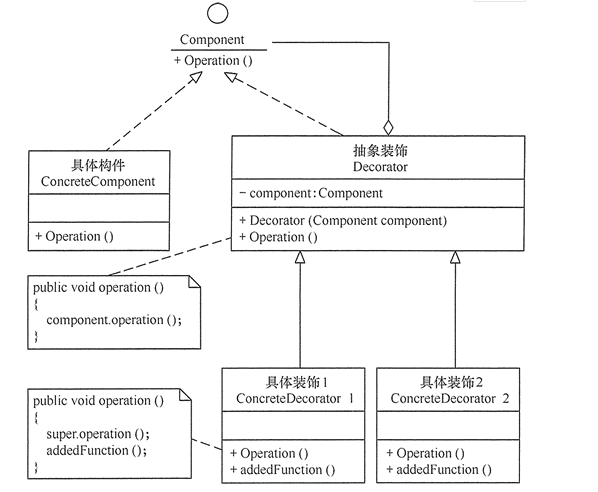 Component
+ Operation ()
具体构件
ConcreteComponent
+ Operation ()
抽象装饰
Decorator
- component:Component
+ Decorator (Component component)
+ Operation ()
public void operation ()
{
component.operation ();
}
具体装饰1
ConcreteDecorator 1
+ Operation ()
+ addedFunction ()
具体装饰2
ConcreteDecorator 2
+ Operation ()
+ addedFunction ()
public void operation ()
{
super.operation ();
addedFunction ();
}